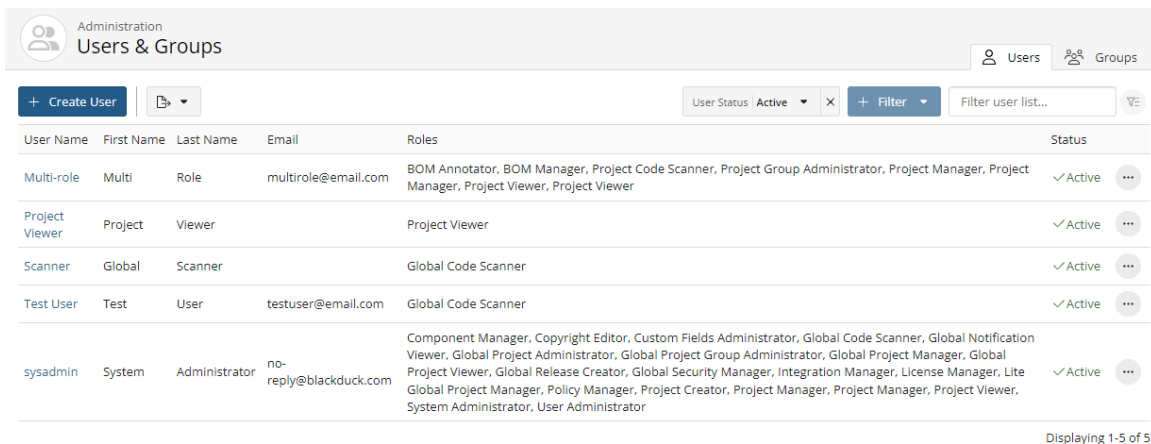 Administration
Users & Groups
Users
Groups
+ Create User
User Status Active
+ Filter
Filter user list...
User Name First Name Last Name Email Roles Status
Multi-role Multi Role multirole@email.com BOM Annotator, BOM Manager, Project Code Scanner, Project Group Administrator, Project Manager, Project
Manager, Project Viewer, Project Viewer
Active
Project
Viewer
Project Viewer Project Viewer Active
Scanner Global Scanner Global Code Scanner Active
Test User Test User testuser@email.com Global Code Scanner Active
sysadmin System Administrator
no-
reply@blackduck.com
Component Manager, Copyright Editor, Custom Fields Administrator, Global Code Scanner, Global Notification
Viewer, Global Project Administrator, Global Project Group Administrator, Global Project Manager, Global
Project Viewer, Global Release Creator, Global Security Manager, Integration Manager, License Manager, Lite
Global Project Manager, Policy Manager, Project Creator, Project Manager, Project Manager, Project Viewer,
System Administrator, User Administrator
Active
Displaying 1-5 of 5